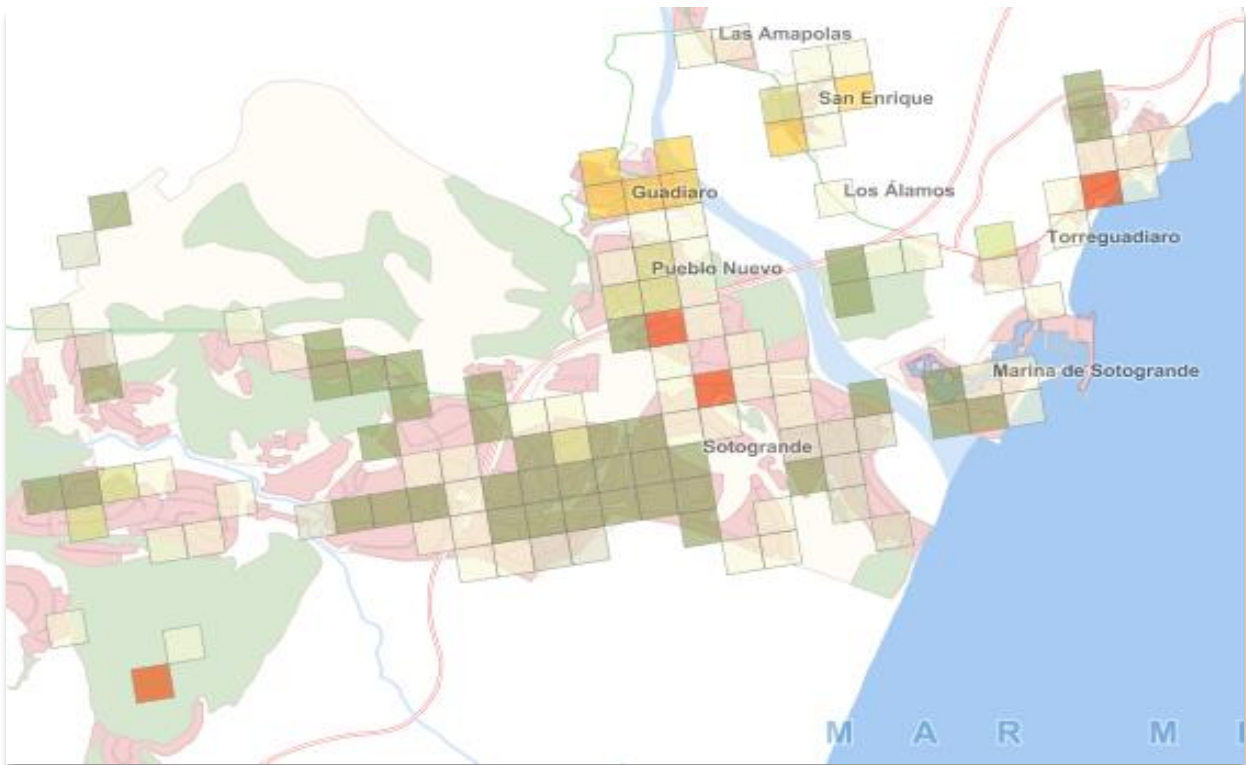 Las Amapolas
San Enrique
Guadiaro
Los Álamos
Torreguadiaro
Pueblo Nuevo
Marina de Sotogrande
Sotogrande
M A R M